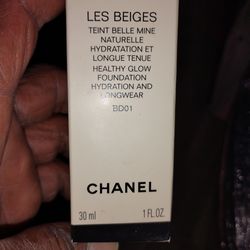 LES BEIGES
TEINT BELLE MINE
NATURELLE
HYDRATATION ET
LONGUE TENUE
HEALTHY GLOW
FOUNDATION
HYDRATION AND
LONGWEAR
BD01
CHANEL
30 ml 1 FL.OZ.